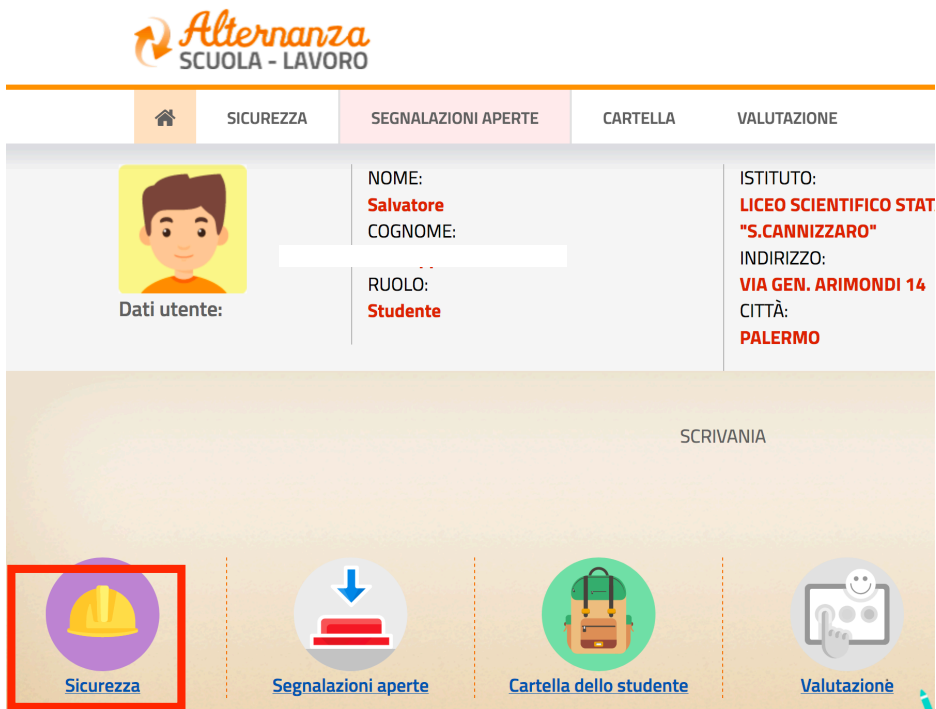 Alternanza
SCUOLA - LAVORO
SICUREZZA SEGNALAZIONI APERTE CARTELLA VALUTAZIONE
NOME:
Salvatore
COGNOME:
RUOLO:
Studente
Dati utente:
ISTITUTO:
LICEO SCIENTIFICO STAT
"S.CANNIZZARO"
INDIRIZZO:
VIA GEN. ARIMONDI 14
CITTÀ:
PALERMO
SCRIVANIA
Sicurezza Segnalazioni aperte Cartella dello studente Valutazione